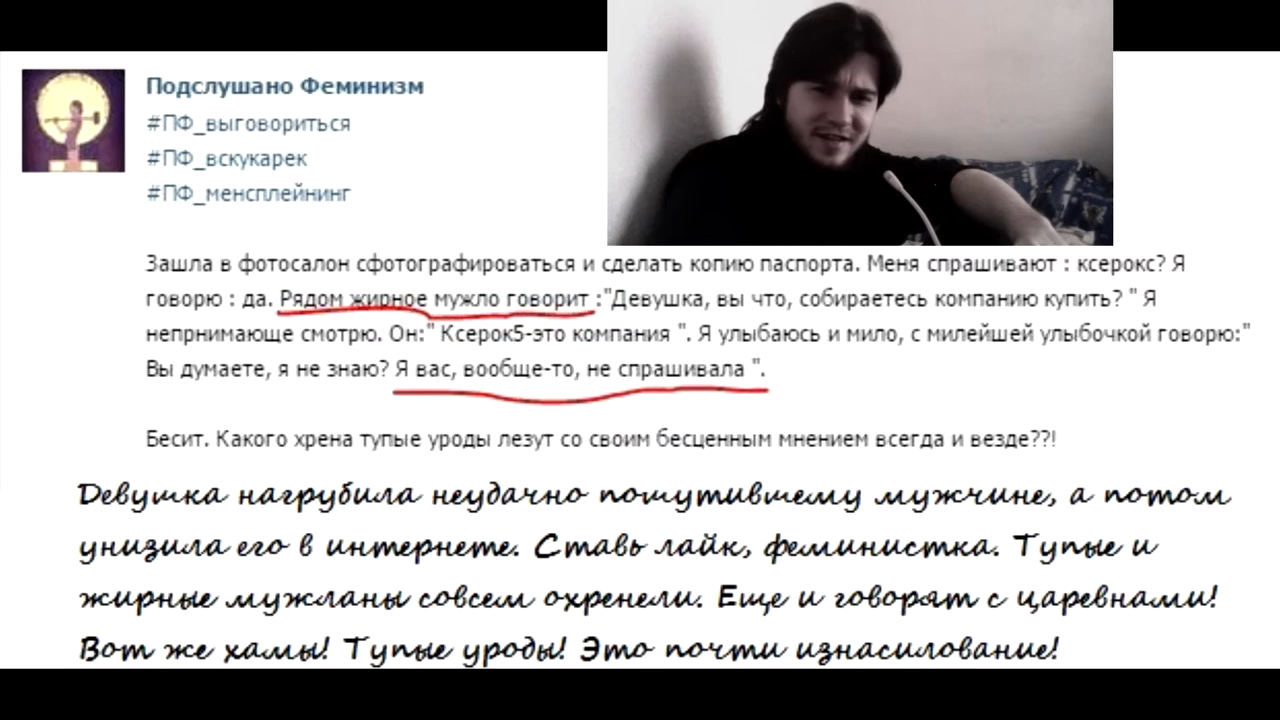 Подслушано Феминизм
#ПФ_выговориться
#ПФ_вскукарек
#ПФ_менсплейнинг
Зашла в фотосалон сфотографироваться и сделать копию паспорта. Меня спрашивают : ксерокс? Я
говорю : да. Рядом жирное мужло говорит :"Девушка, вы что, собираетесь компанию купить? " Я
непрнимающе смотрю. Он:" Ксерок5-это компания ". Я улыбаюсь и мило, с милейшей улыбочкой говорю:"
Вы думаете, я не знаю? Я вас, вообще-то, не спрашивала ".
Бесит. Какого хрена тупые уроды лезут со своим бесценным мнением всегда и везде??!
Девушка нагрубила неудачно пошутившему мужчине, а потом
унизила его в интернете. Ставь лайк, феминистка. Тупые и
жирные мужланы совсем охренели. Еще и говорят с царевнами!
Вот же хамы! Тупые уроды! Это почти изнасилование!